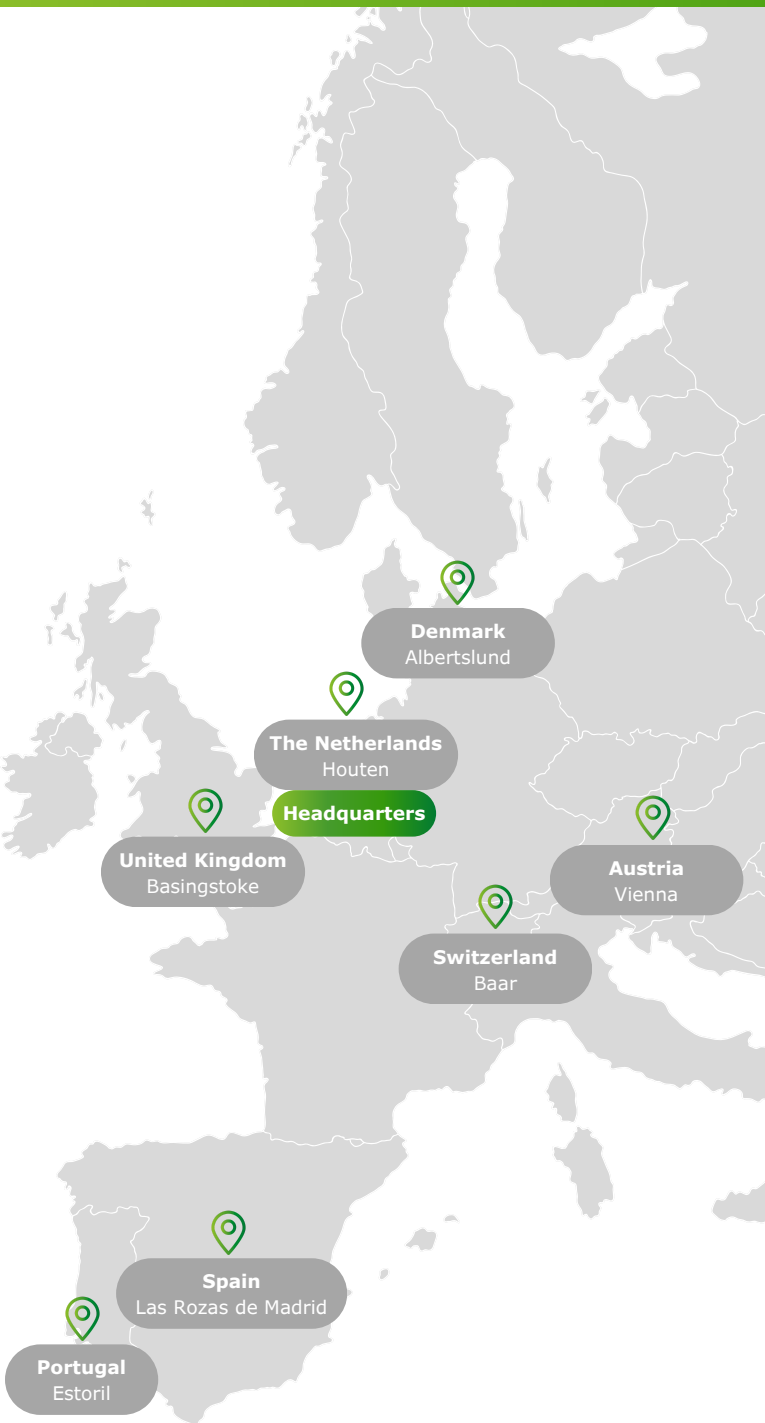 Denmark
Albertslund
The Netherlands
Houten
Headquarters
United Kingdom
Basingstoke
Austria
Vienna
Switzerland
Baar
Spain
Las Rozas de Madrid
Portugal
Estoril